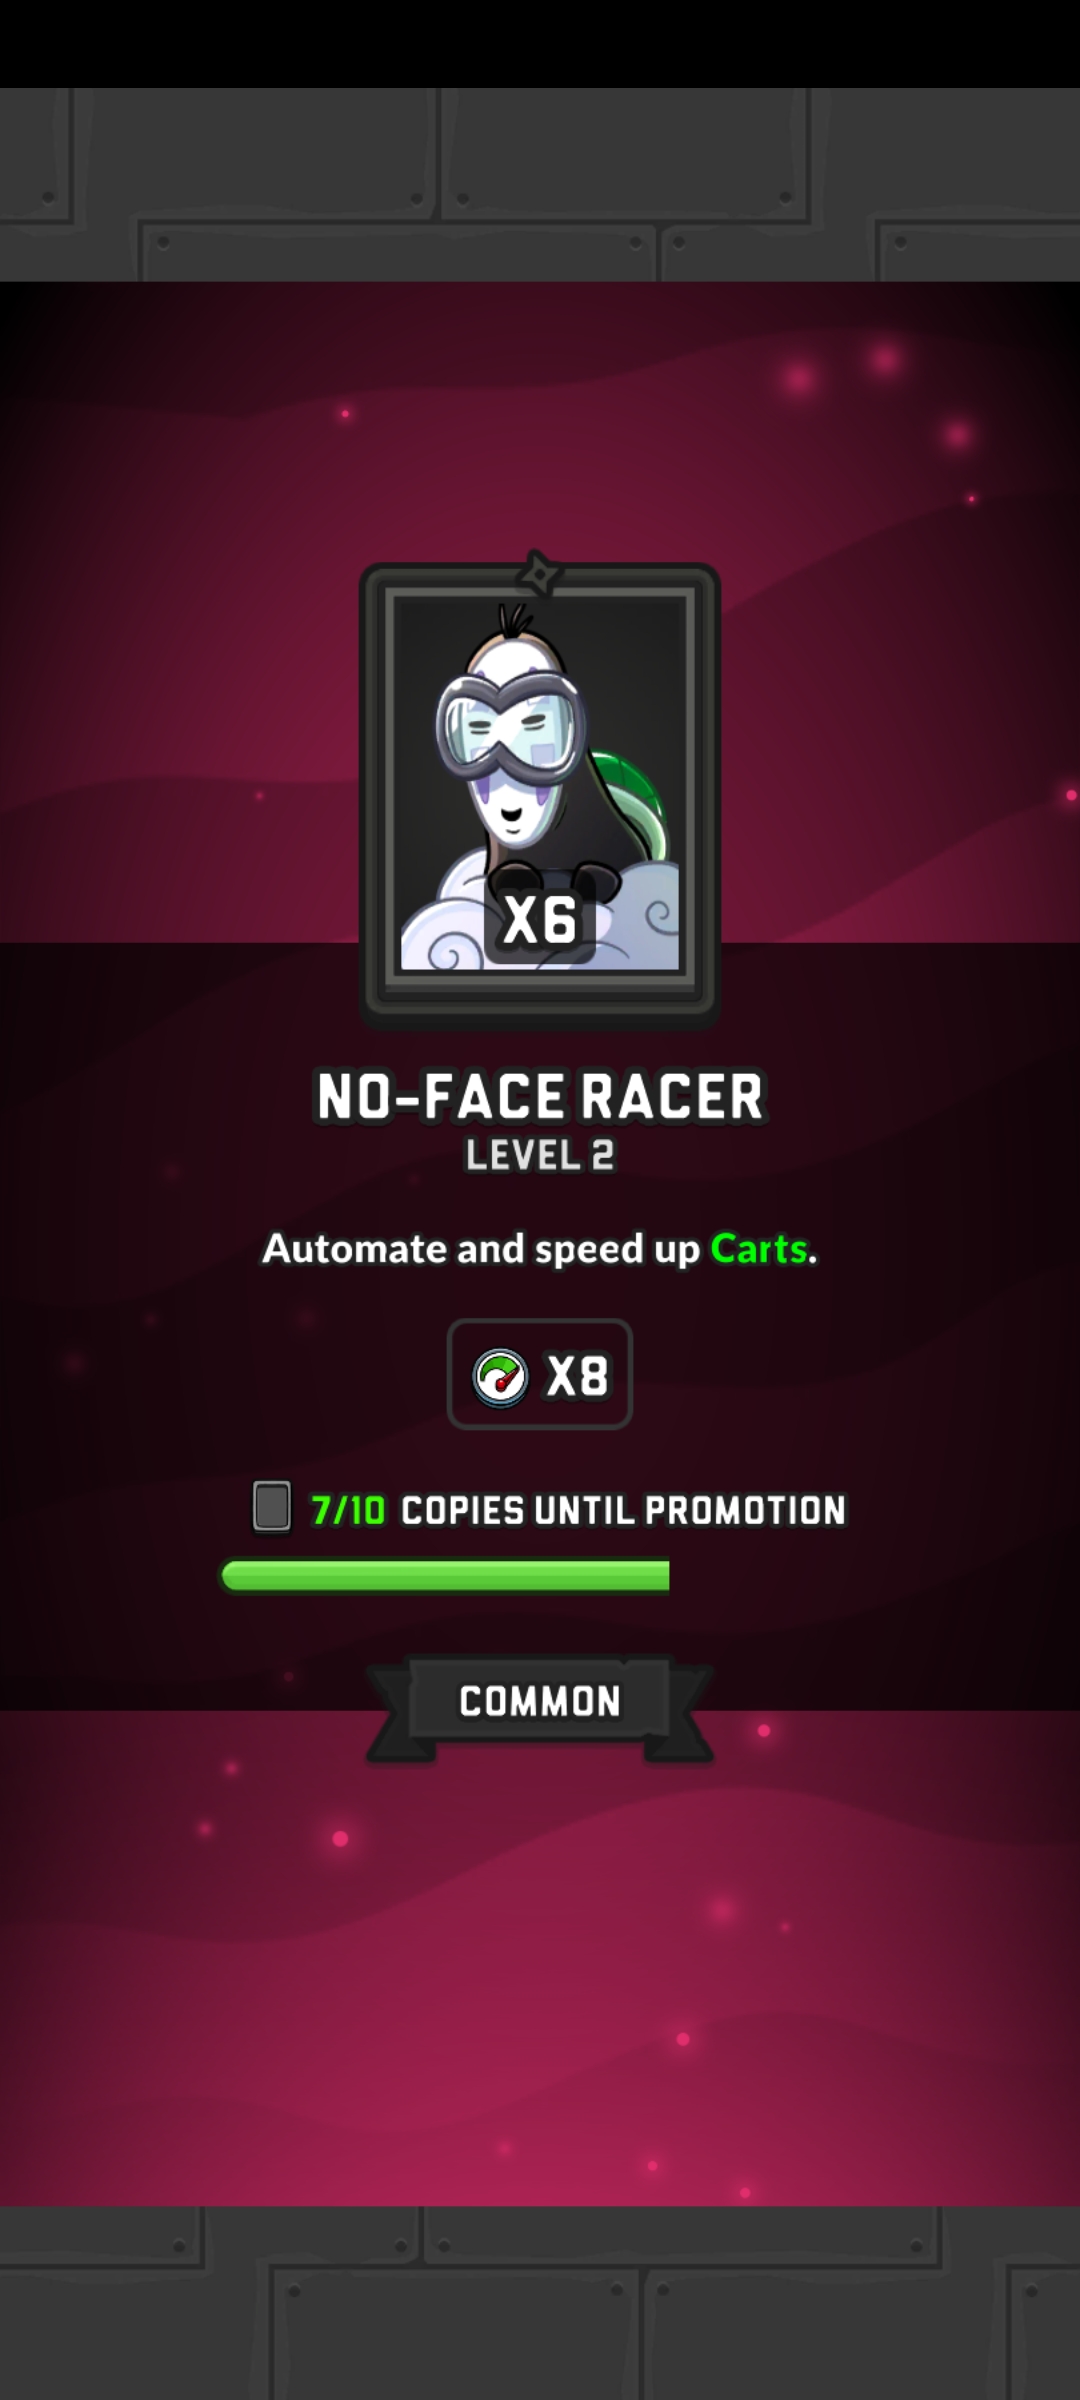 X6
NO-FACE RACER
LEVEL 2
Automate and speed up Carts.
X8
7/10 COPIES UNTIL PROMOTION
COMMON